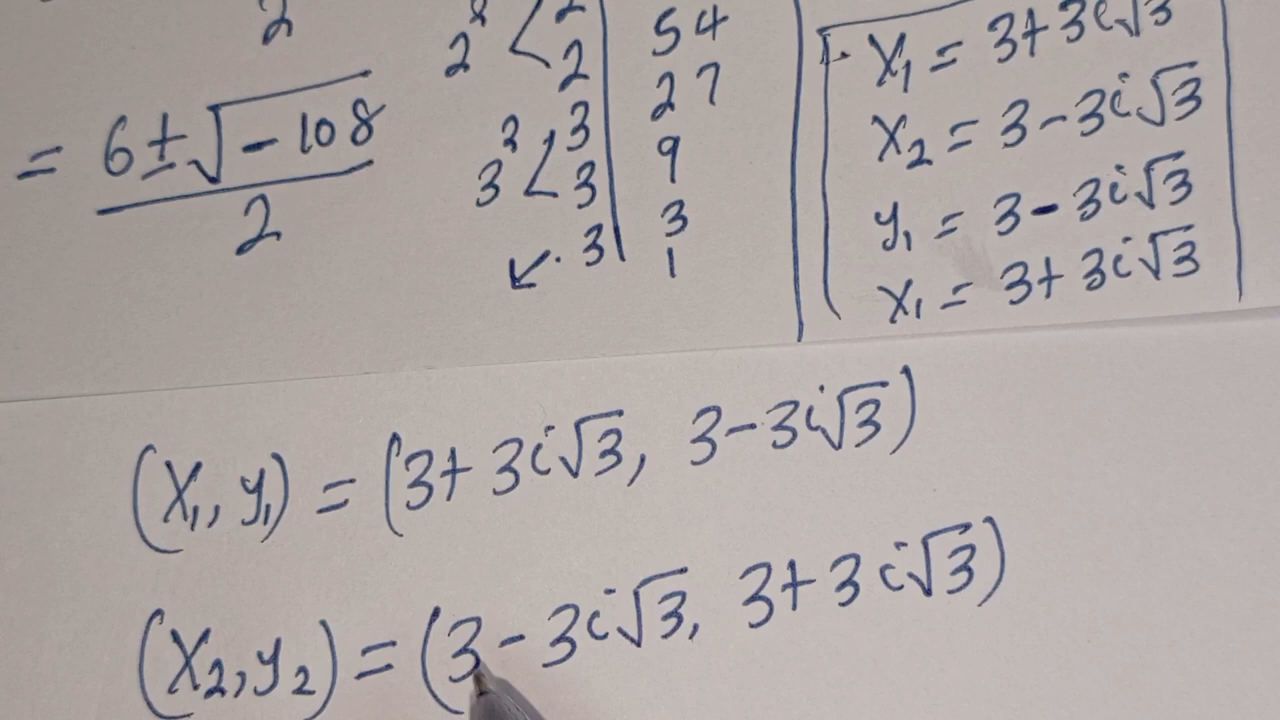 2
= 6±√-108
2
2² < 2 | 54
2 | 27
3² < 3 | 9
3 | 3
↙ · 3 | 1
x₁ = 3+3i√3
x₂ = 3-3i√3
y₁ = 3-3i√3
x₁ = 3+3i√3
(x₁, y₁) = (3+3i√3, 3-3i√3)
(x₂, y₂) = (3-3i√3, 3+3i√3)